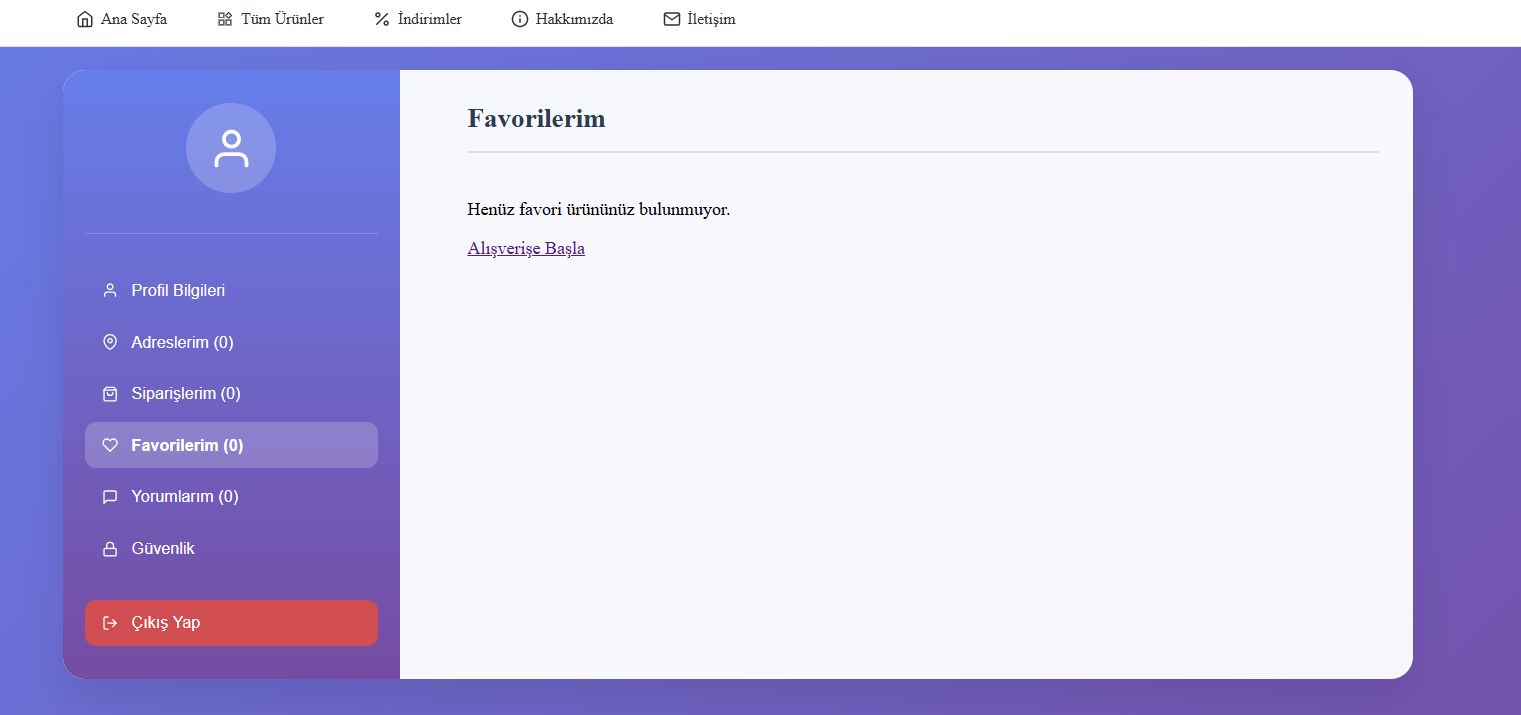 Ana Sayfa Tüm Ürünler İndirimler Hakkımızda İletişim
Favorilerim
Henüz favori ürününüz bulunmuyor.
Alışverişe Başla
Profil Bilgileri
Adreslerim (0)
Siparişlerim (0)
Favorilerim (0)
Yorumlarım (0)
Güvenlik
Çıkış Yap